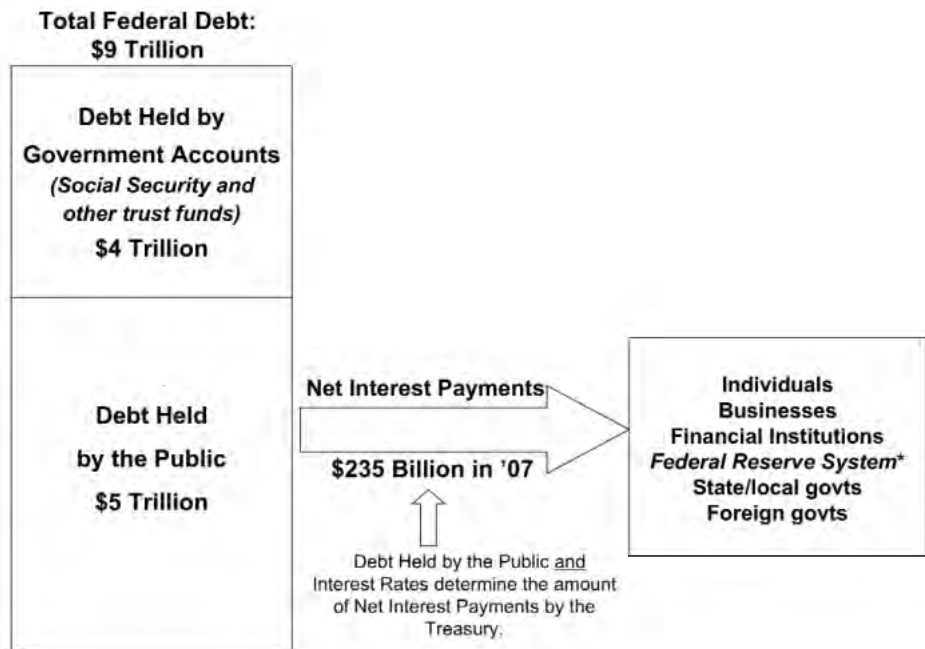 Total Federal Debt:
$9 Trillion
Debt Held by
Government Accounts
(Social Security and
other trust funds)
$4 Trillion
Debt Held
by the Public
$5 Trillion
Net Interest Payments
$235 Billion in '07
Debt Held by the Public and
Interest Rates determine the amount
of Net Interest Payments by the
Treasury.
Individuals
Businesses
Financial Institutions
Federal Reserve System*
State/local govts
Foreign govts